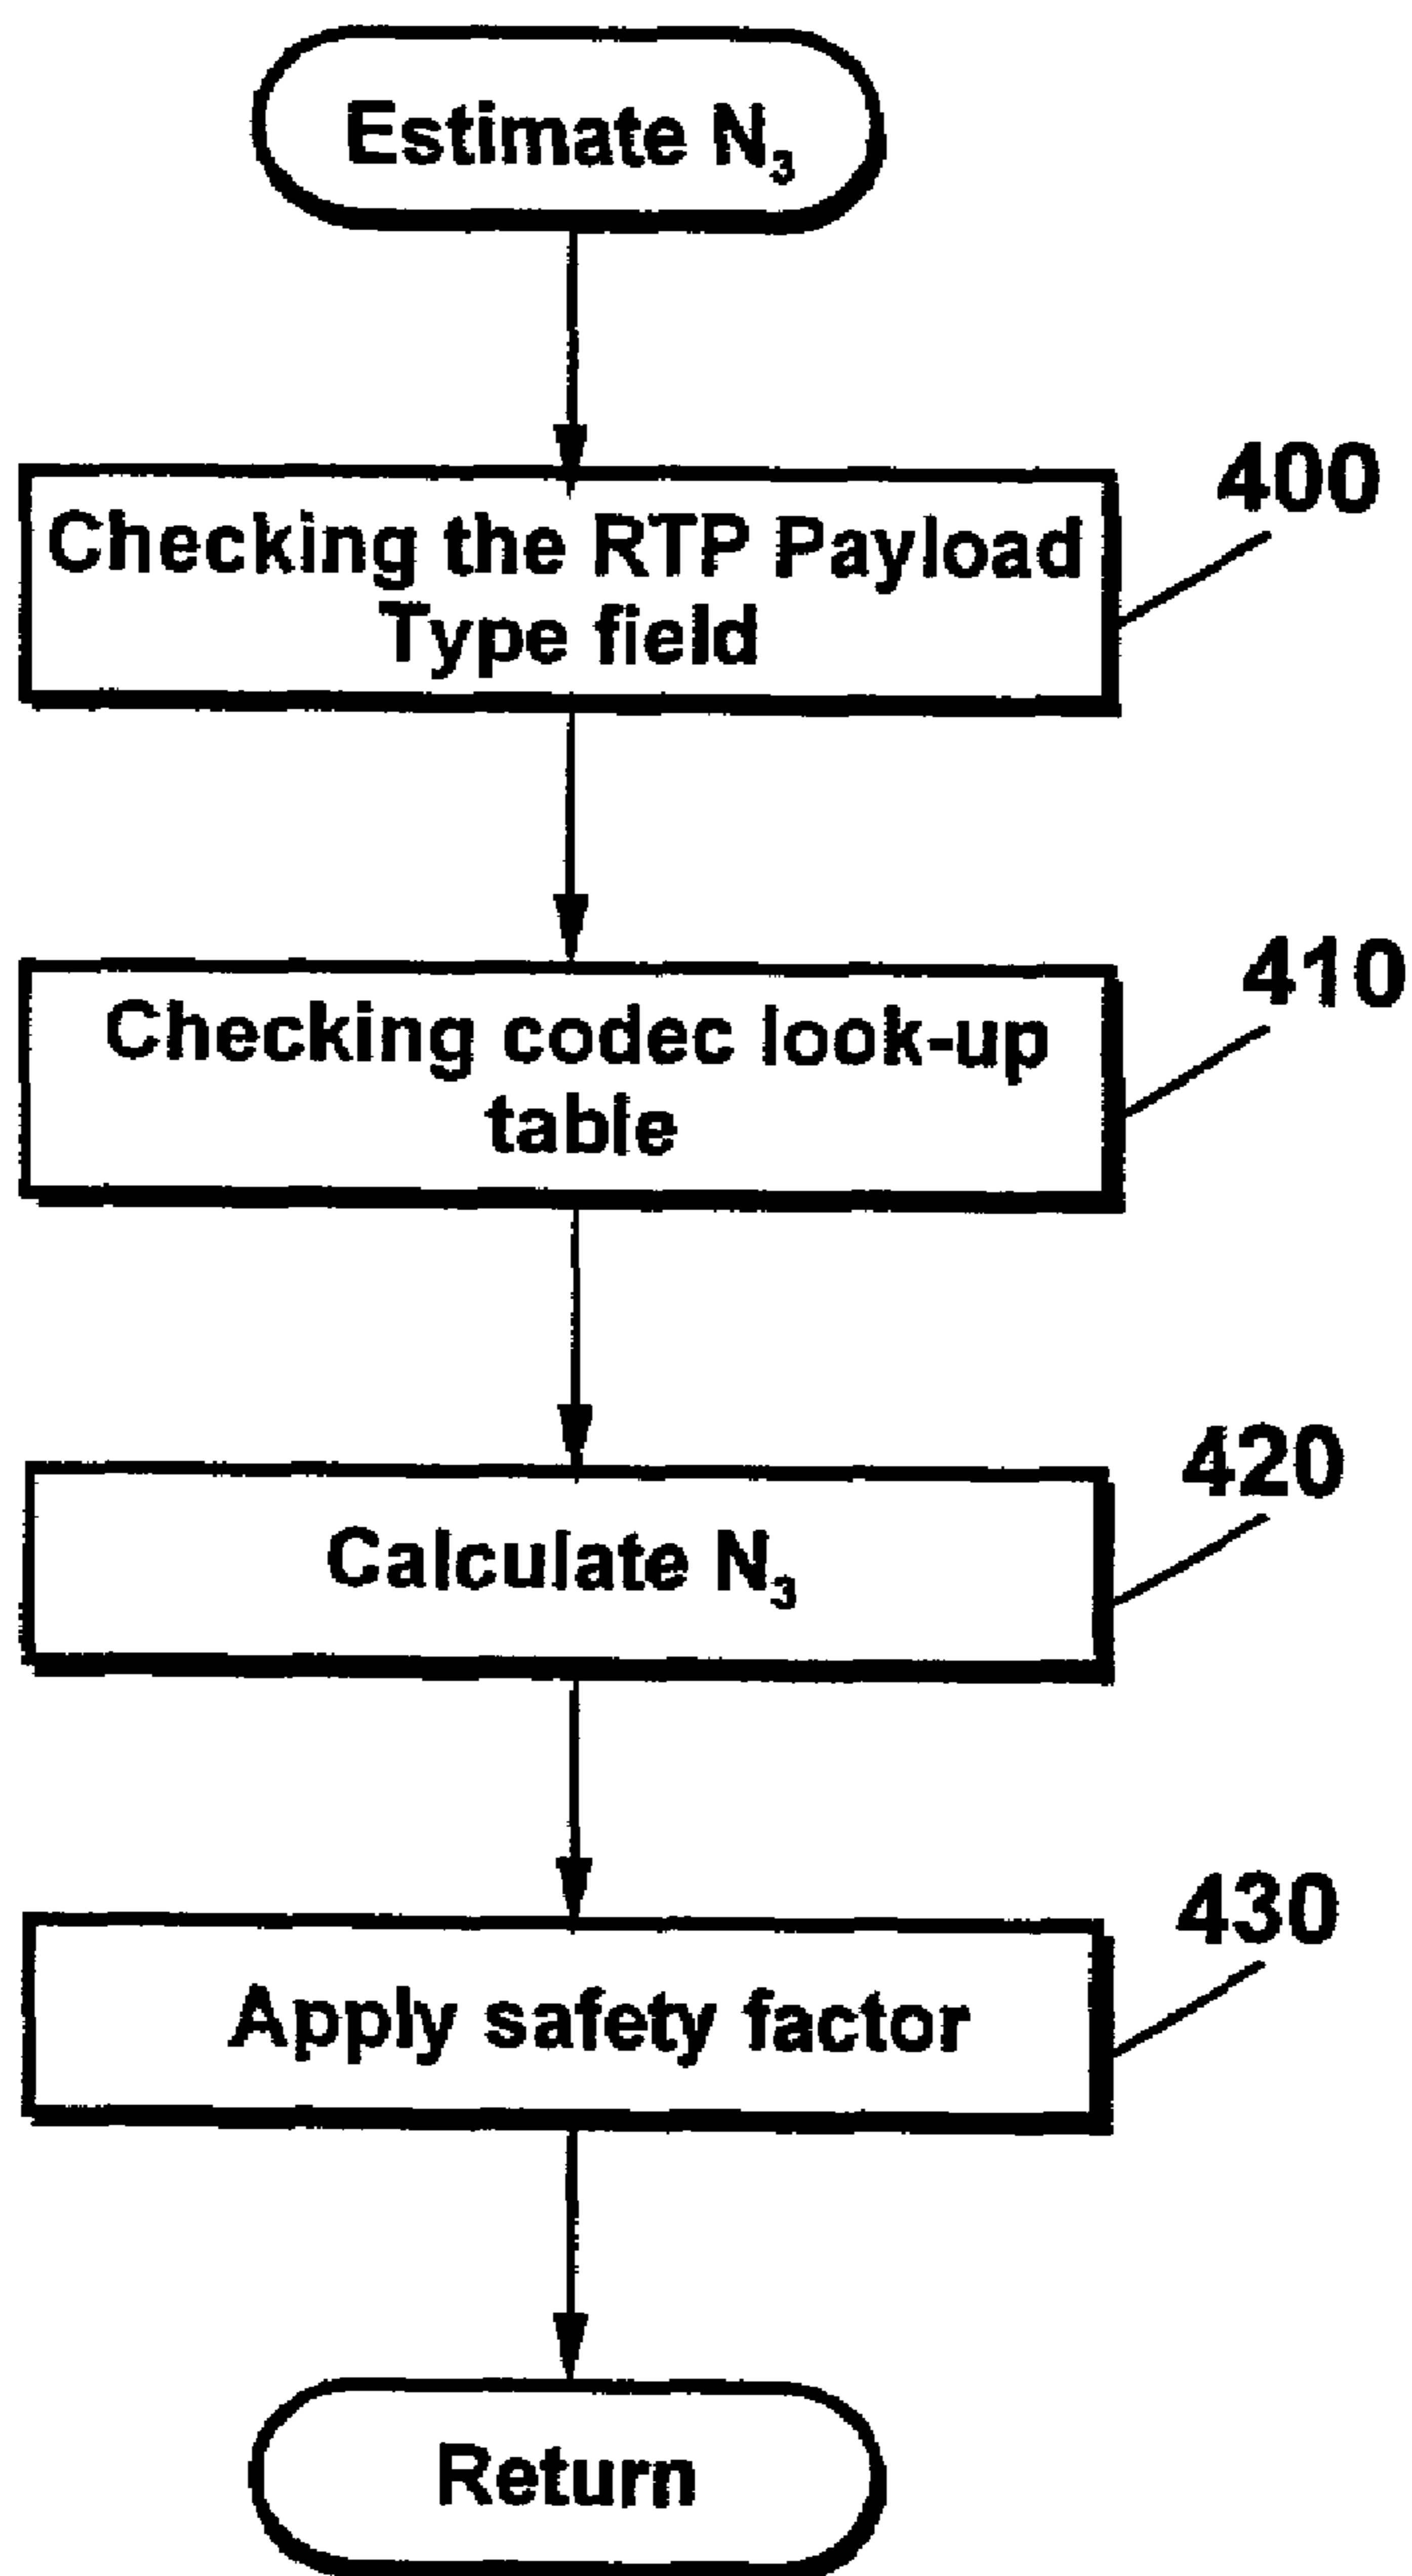 Estimate N₃
400
Checking the RTP Payload
Type field
410
Checking codec look-up
table
420
Calculate N₃
430
Apply safety factor
Return